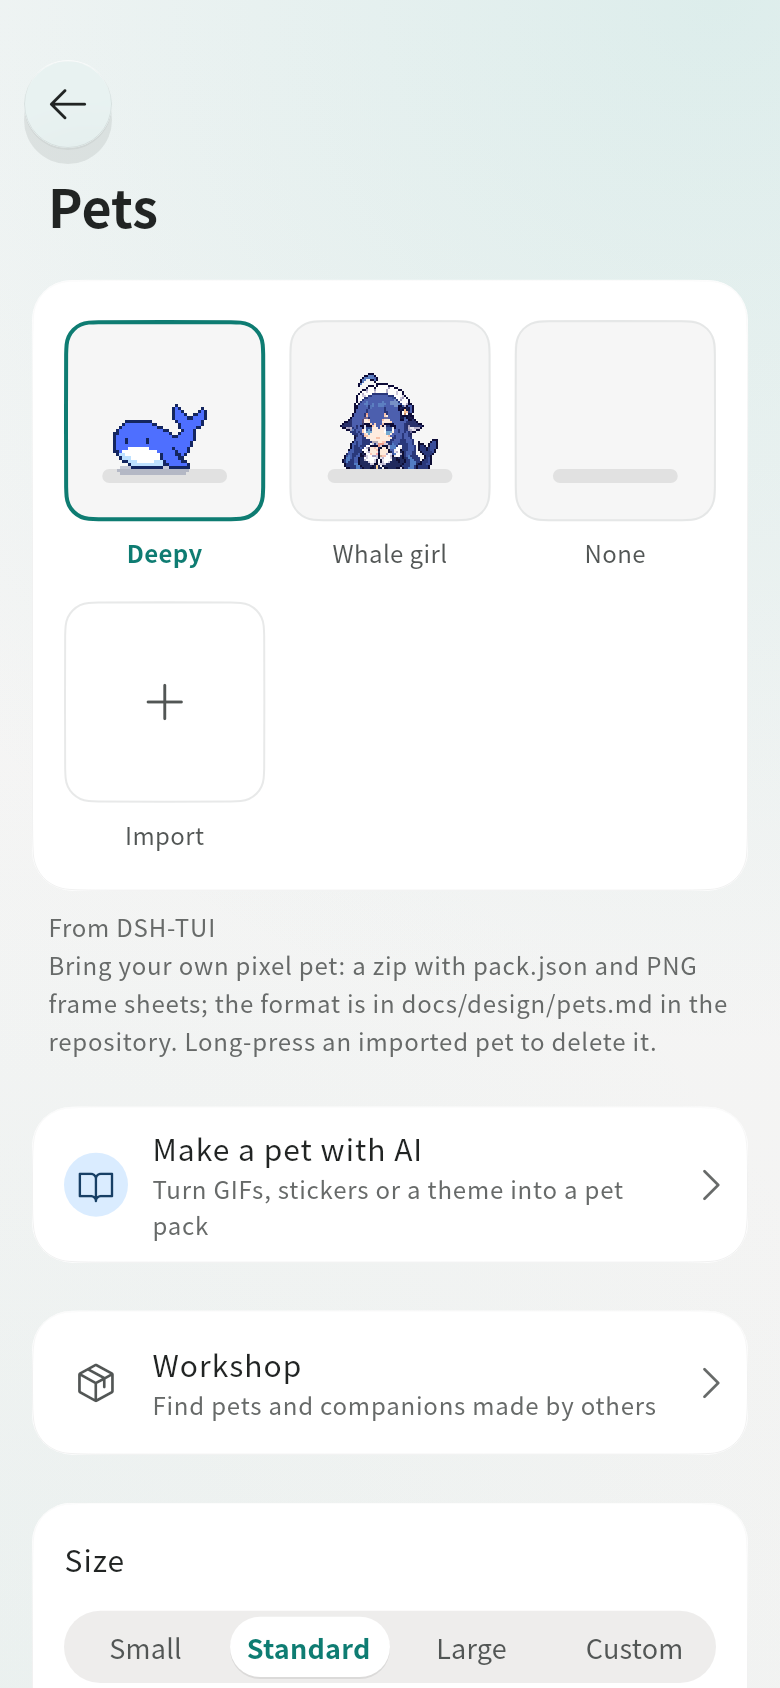 Pets
Deepy
Whale girl
None
Import
From DSH-TUI
Bring your own pixel pet: a zip with pack.json and PNG
frame sheets; the format is in docs/design/pets.md in the
repository. Long-press an imported pet to delete it.
Make a pet with AI
Turn GIFs, stickers or a theme into a pet
pack
Workshop
Find pets and companions made by others
Size
Small
Standard
Large
Custom